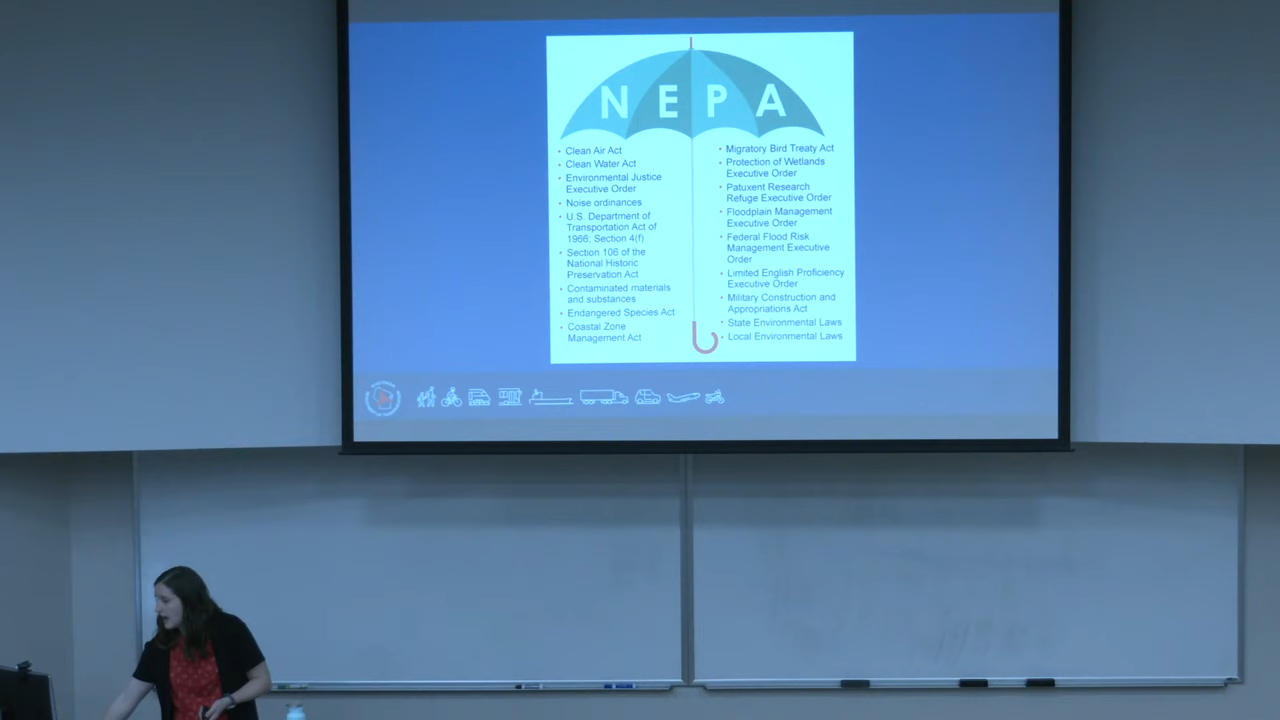 NEPA
• Clean Air Act
• Clean Water Act
• Environmental Justice
Executive Order
• Noise ordinances
• U.S. Department of
Transportation Act of
1966; Section 4(f)
• Section 106 of the
National Historic
Preservation Act
• Contaminated materials
and substances
• Endangered Species Act
• Coastal Zone
Management Act
• Migratory Bird Treaty Act
• Protection of Wetlands
Executive Order
• Patuxent Research
Refuge Executive Order
• Floodplain Management
Executive Order
• Federal Flood Risk
Management Executive
Order
• Limited English Proficiency
Executive Order
• Military Construction and
Appropriations Act
• State Environmental Laws
• Local Environmental Laws